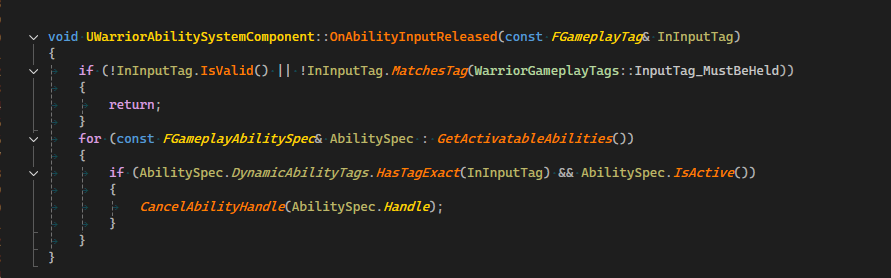 void UWarriorAbilitySystemComponent::OnAbilityInputReleased(const FGameplayTag& InInputTag)
{
if (!InInputTag.IsValid() || !InInputTag.MatchesTag(WarriorGameplayTags::InputTag_MustBeHeld))
{
return;
}
for (const FGameplayAbilitySpec& AbilitySpec : GetActivatableAbilities())
{
if (AbilitySpec.DynamicAbilityTags.HasTagExact(InInputTag) && AbilitySpec.IsActive())
{
CancelAbilityHandle(AbilitySpec.Handle);
}
}
}